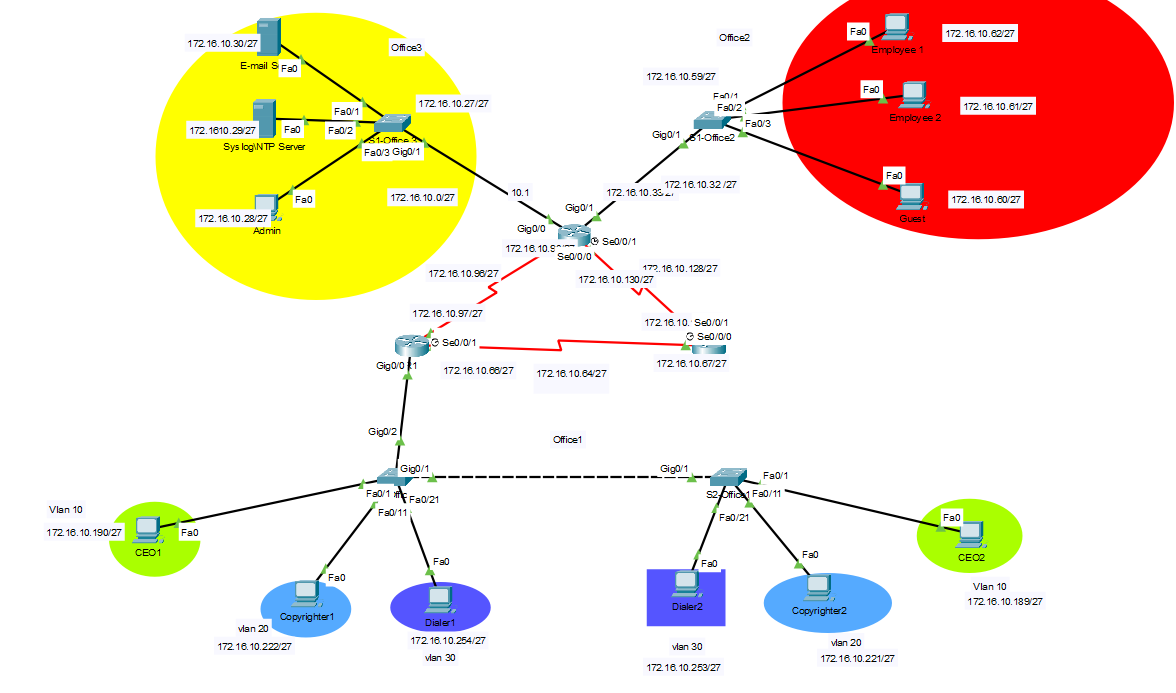 172.16.10.30/27
Office3
E-mail
Fa0
172.16.10.27/27
Fa0/1
172.1610.29/27
Fa0
Fa0/2
S1-Office 3
Syslog\NTP Server
Fa0/3
Gig0/1
Fa0
172.16.10.0/27
172.16.10.28/27
Admin
Office2
Fa0
172.16.10.62/27
Employee 1
172.16.10.59/27
Fa0/1
Fa0
Fa0/2
172.16.10.61/27
Employee 2
Fa0/3
Gig0/1
S1-Office2
Fa0
172.16.10.32 /27
172.16.10.60/27
Guest
10.1
Gig0/1
Gig0/0
Se0/0/1
Se0/0/0
172.16.10.96/27
172.16.10.128/27
172.16.10.130/27
172.16.10.97/27
172.16.10.
Se0/0/1
Se0/0/1
Se0/0/0
Gig0/0
172.16.10.66/27
172.16.10.64/27
172.16.10.67/27
Gig0/2
Office1
Gig0/1
Gig0/1
Fa0/1
Fa0/1
S2-Office1
Fa0/11
Fa0/21
Fa0/11
Fa0/21
Vlan 10
172.16.10.190/27
Fa0
CEO1
Fa0
CEO2
Fa0
Fa0
Fa0
Fa0
Copyrighter1
Dialer1
Dialer2
Copyrighter2
Vlan 10
172.16.10.189/27
vlan 20
172.16.10.222/27
172.16.10.254/27
vlan 30
vlan 30
172.16.10.253/27
vlan 20
172.16.10.221/27